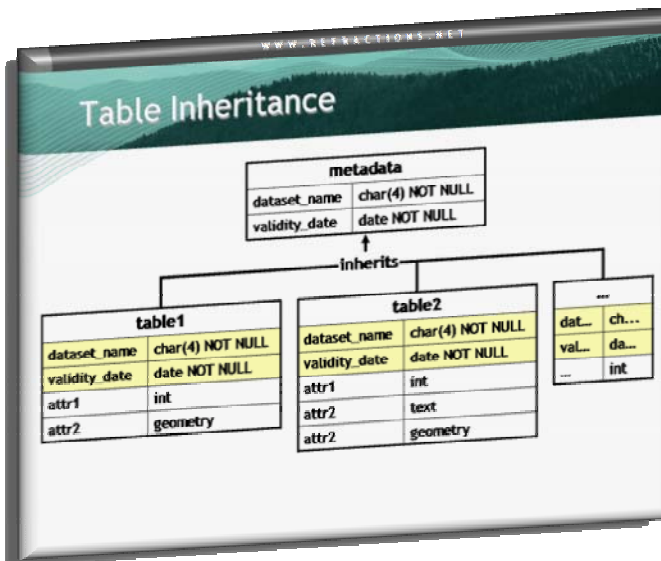 WWW.REFRACTIONS.NET
Table Inheritance
metadata
dataset_name char(4) NOT NULL
validity_date date NOT NULL
inherits
table1
dataset_name char(4) NOT NULL
validity_date date NOT NULL
attr1 int
attr2 geometry
table2
dataset_name char(4) NOT NULL
validity_date date NOT NULL
attr1 int
attr2 text
attr2 geometry
...
dat... ch...
val... da...
... int